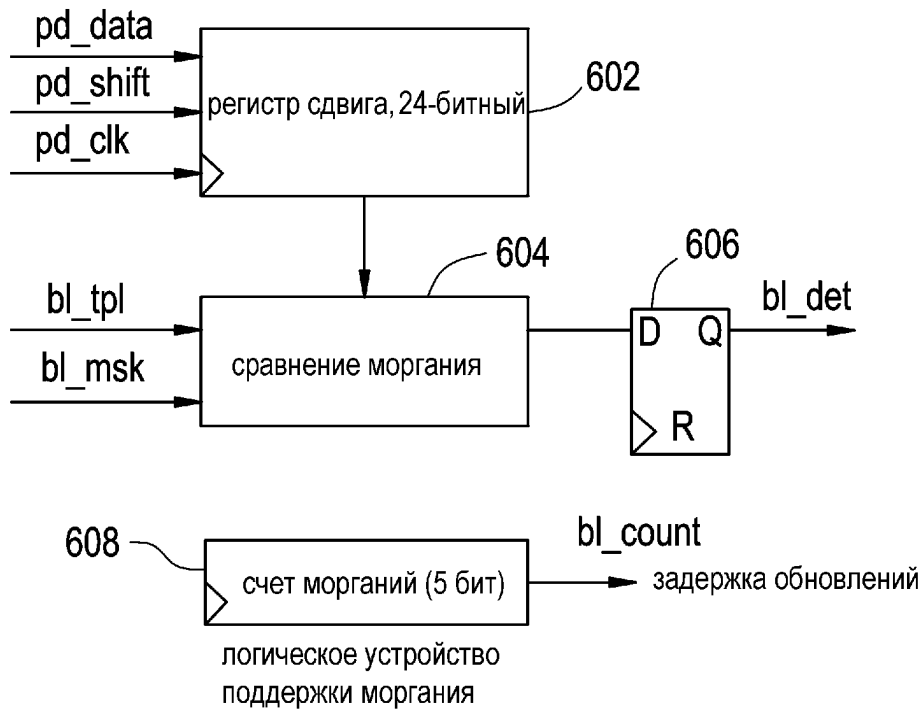 pd_data
pd_shift
pd_clk
регистр сдвига, 24-битный
602
604
bl_tpl
bl_msk
сравнение моргания
606
D Q
R
bl_det
608
счет морганий (5 бит)
bl_count
задержка обновлений
логическое устройство
поддержки моргания